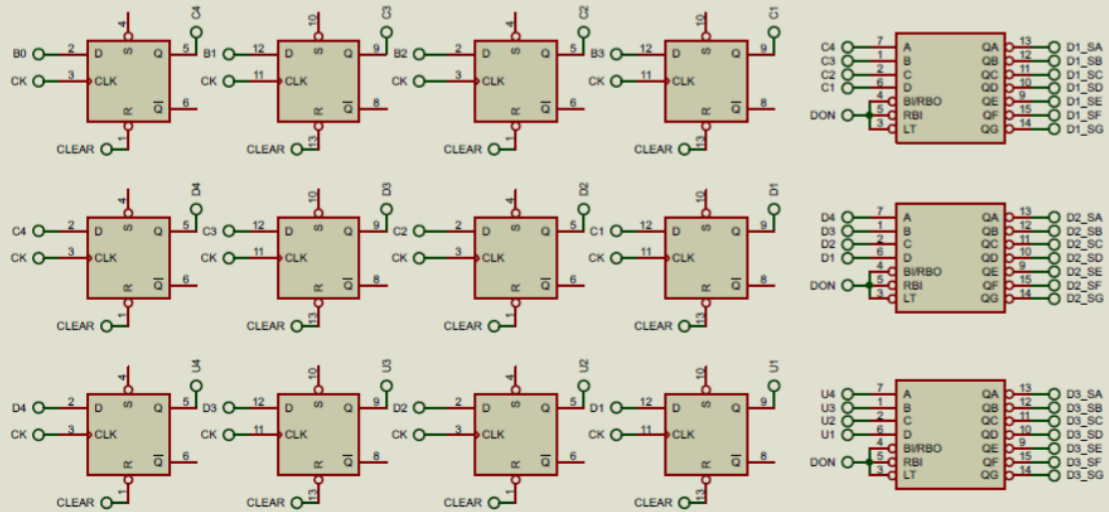 C4 C3 C2 C1
4 10 4 10
B0 2 D S Q 5 B1 12 D S Q 9 B2 2 D S Q 5 B3 12 D S Q 9
CK 3 CLK CK 11 CLK CK 3 CLK CK 11 CLK
R Q 6 R Q 8 R Q 6 R Q 8
1 13 1 13
CLEAR CLEAR CLEAR CLEAR
C4 7 A QA 13 D1_SA
C3 1 B QB 12 D1_SB
C2 2 C QC 11 D1_SC
C1 6 D QD 10 D1_SD
4 BI/RBO QE 9 D1_SE
DON 5 RBI QF 15 D1_SF
3 LT QG 14 D1_SG
D4 D3 D2 D1
4 10 4 10
C4 2 D S Q 5 C3 12 D S Q 9 C2 2 D S Q 5 C1 12 D S Q 9
CK 3 CLK CK 11 CLK CK 3 CLK CK 11 CLK
R Q 6 R Q 8 R Q 6 R Q 8
1 13 1 13
CLEAR CLEAR CLEAR CLEAR
D4 7 A QA 13 D2_SA
D3 1 B QB 12 D2_SB
D2 2 C QC 11 D2_SC
D1 6 D QD 10 D2_SD
4 BI/RBO QE 9 D2_SE
DON 5 RBI QF 15 D2_SF
3 LT QG 14 D2_SG
U4 U3 U2 U1
4 10 4 10
D4 2 D S Q 5 D3 12 D S Q 9 D2 2 D S Q 5 D1 12 D S Q 9
CK 3 CLK CK 11 CLK CK 3 CLK CK 11 CLK
R Q 6 R Q 8 R Q 6 R Q 8
1 13 1 13
CLEAR CLEAR CLEAR CLEAR
U4 7 A QA 13 D3_SA
U3 1 B QB 12 D3_SB
U2 2 C QC 11 D3_SC
U1 6 D QD 10 D3_SD
4 BI/RBO QE 9 D3_SE
DON 5 RBI QF 15 D3_SF
3 LT QG 14 D3_SG